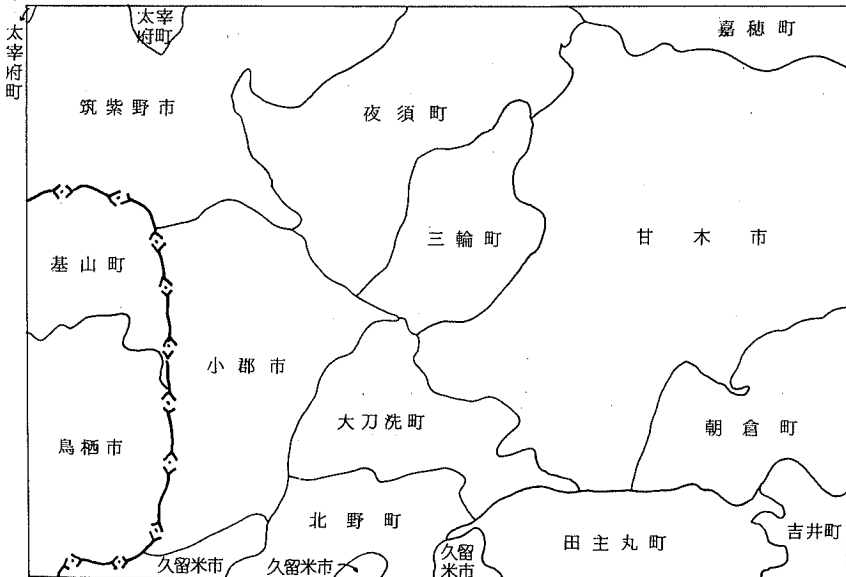 太宰府町
太宰
府町
嘉穂町
筑紫野市
夜須町
三輪町
甘木市
基山町
小郡市
大刀洗町
朝倉町
鳥栖市
北野町
田主丸町
吉井町
久留米市
久留米市
久留
米市